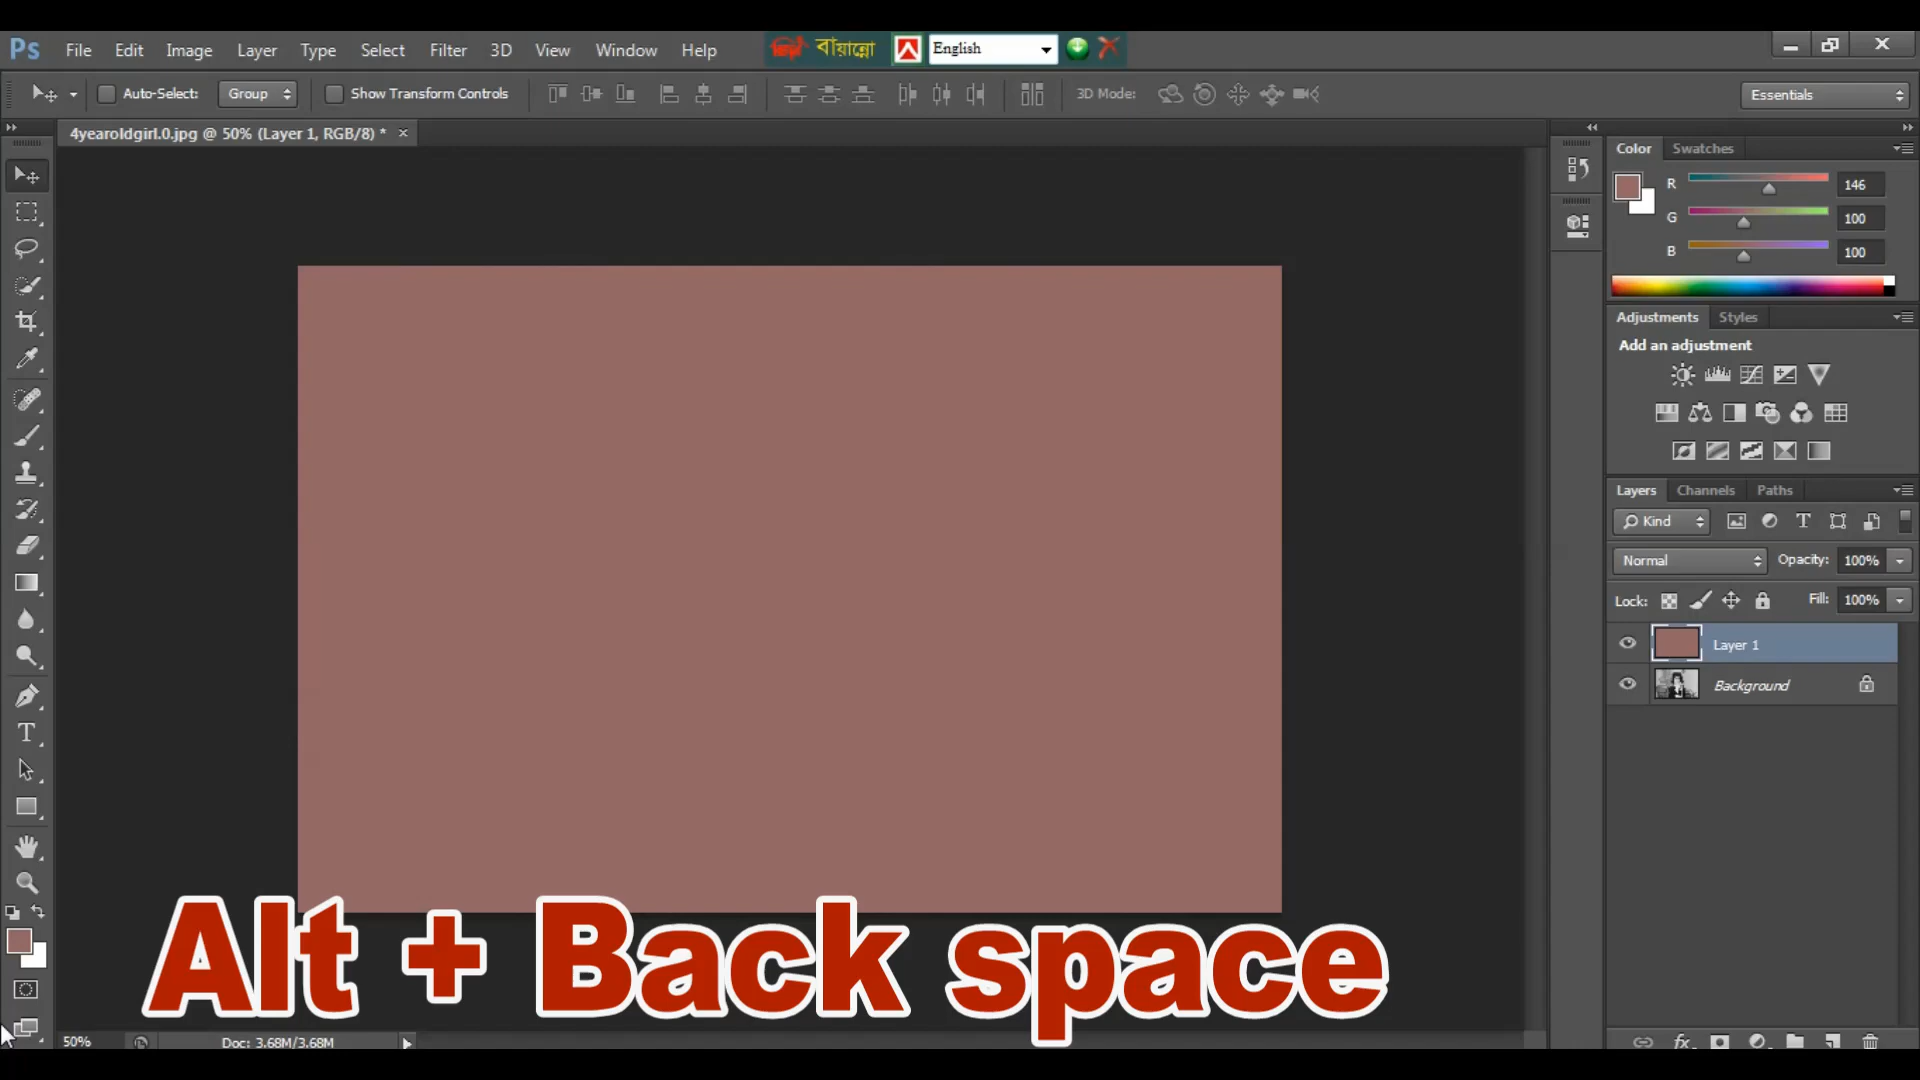 Ps File Edit Image Layer Type Select Filter 3D View Window Help বায়ান্নো English
Auto-Select: Group Show Transform Controls 3D Mode: Essentials
4yearoldgirl.0.jpg @ 50% (Layer 1, RGB/8) * ×
Color Swatches
R 146
G 100
B 100
Adjustments Styles
Add an adjustment
Layers Channels Paths
Kind
Normal Opacity: 100%
Lock: Fill: 100%
Layer 1
Background
Alt + Back space
50% Doc: 3.68M/3.68M